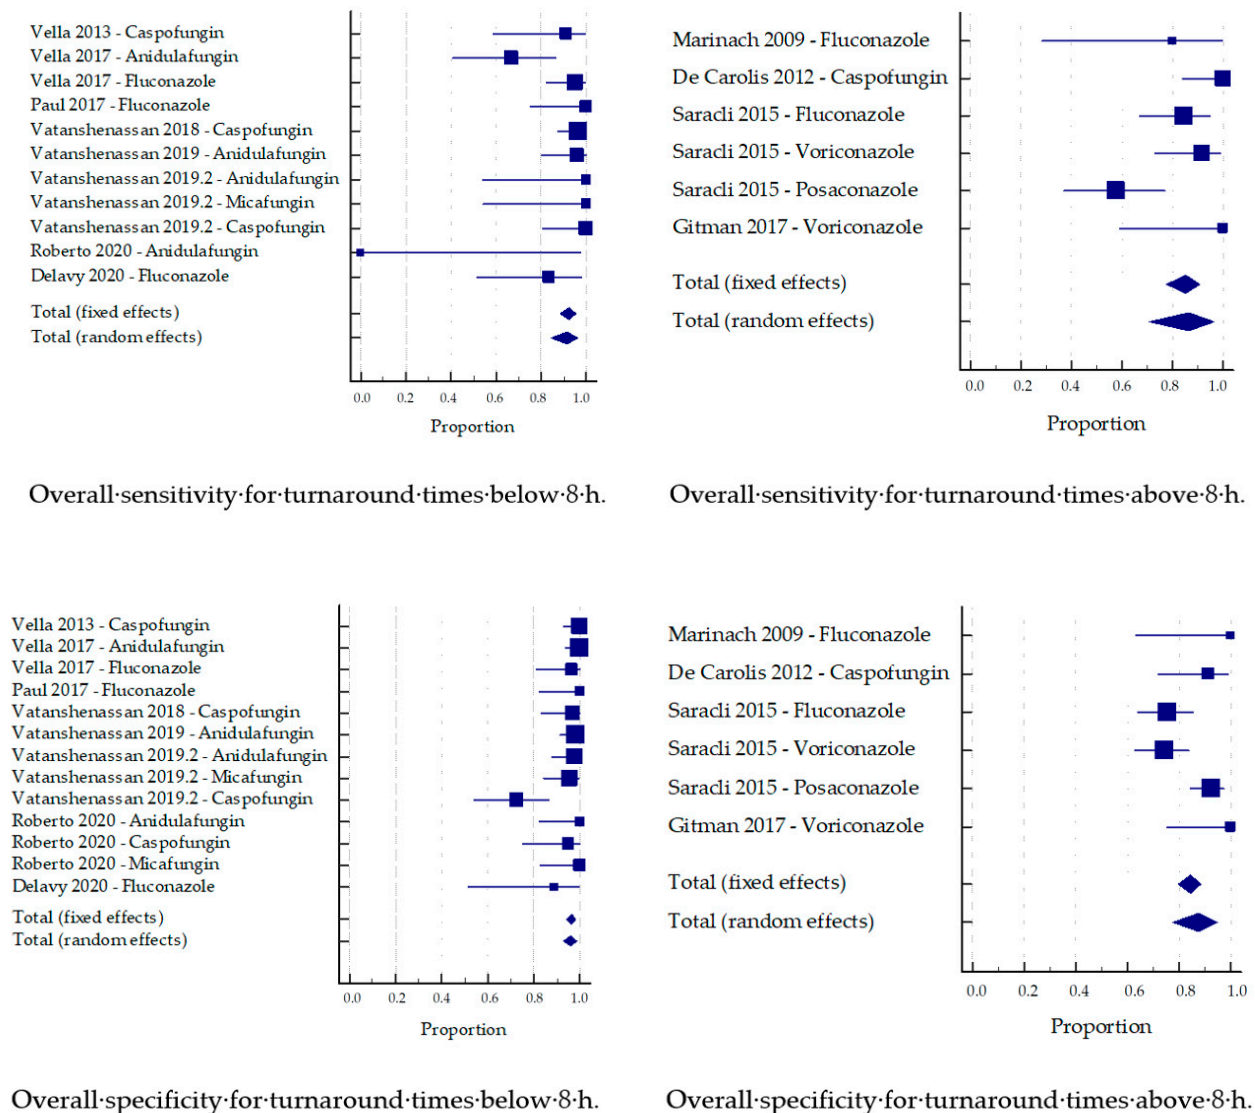 Vella 2013 - Caspofungin
Vella 2017 - Anidulafungin
Vella 2017 - Fluconazole
Paul 2017 - Fluconazole
Vatanshenassan 2018 - Caspofungin
Vatanshenassan 2019 - Anidulafungin
Vatanshenassan 2019.2 - Anidulafungin
Vatanshenassan 2019.2 - Micafungin
Vatanshenassan 2019.2 - Caspofungin
Roberto 2020 - Anidulafungin
Delavy 2020 - Fluconazole
Total (fixed effects)
Total (random effects)
0.0 0.2 0.4 0.6 0.8 1.0
Proportion
Overall·sensitivity·for·turnaround·times·below·8·h.
Marinach 2009 - Fluconazole
De Carolis 2012 - Caspofungin
Saracli 2015 - Fluconazole
Saracli 2015 - Voriconazole
Saracli 2015 - Posaconazole
Gitman 2017 - Voriconazole
Total (fixed effects)
Total (random effects)
0.0 0.2 0.4 0.6 0.8 1.0
Proportion
Overall·sensitivity·for·turnaround·times·above·8·h.
Vella 2013 - Caspofungin
Vella 2017 - Anidulafungin
Vella 2017 - Fluconazole
Paul 2017 - Fluconazole
Vatanshenassan 2018 - Caspofungin
Vatanshenassan 2019 - Anidulafungin
Vatanshenassan 2019.2 - Anidulafungin
Vatanshenassan 2019.2 - Micafungin
Vatanshenassan 2019.2 - Caspofungin
Roberto 2020 - Anidulafungin
Roberto 2020 - Caspofungin
Roberto 2020 - Micafungin
Delavy 2020 - Fluconazole
Total (fixed effects)
Total (random effects)
0.0 0.2 0.4 0.6 0.8 1.0
Proportion
Overall·specificity·for·turnaround·times·below·8·h.
Marinach 2009 - Fluconazole
De Carolis 2012 - Caspofungin
Saracli 2015 - Fluconazole
Saracli 2015 - Voriconazole
Saracli 2015 - Posaconazole
Gitman 2017 - Voriconazole
Total (fixed effects)
Total (random effects)
0.0 0.2 0.4 0.6 0.8 1.0
Proportion
Overall·specificity·for·turnaround·times·above·8·h.